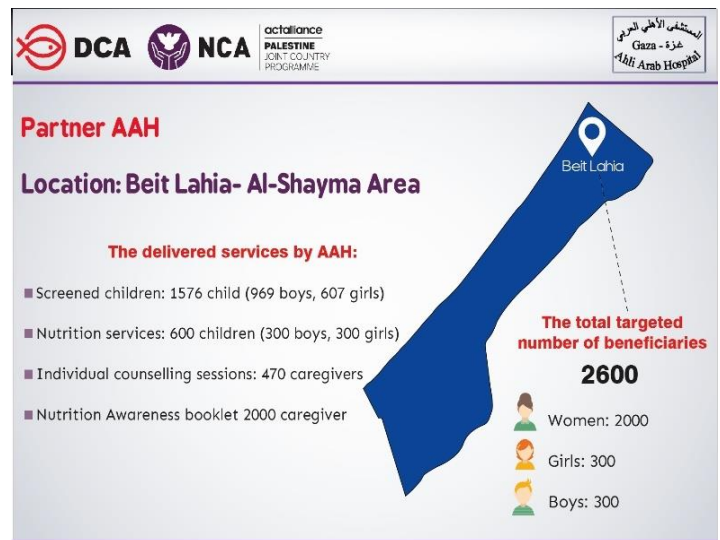 DCA
NCA
actalliance
PALESTINE
JOINT COUNTRY
PROGRAMME
المستشفى الأهلي العربي
Gaza - غزة
Ahli Arab Hospital
Partner AAH
Location: Beit Lahia- Al-Shayma Area
Beit Lahia
The delivered services by AAH:
Screened children: 1576 child (969 boys, 607 girls)
Nutrition services: 600 children (300 boys, 300 girls)
Individual counselling sessions: 470 caregivers
Nutrition Awareness booklet 2000 caregiver
The total targeted
number of beneficiaries
2600
Women: 2000
Girls: 300
Boys: 300